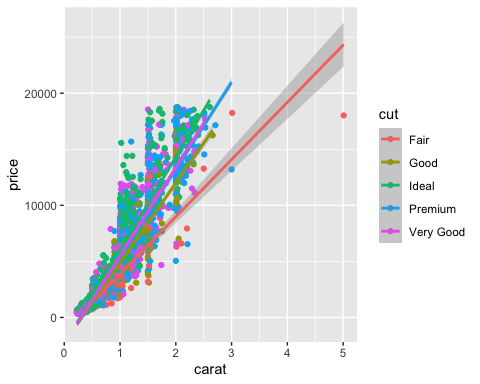 price
20000
10000
0
0 1 2 3 4 5
carat
cut
Fair
Good
Ideal
Premium
Very Good